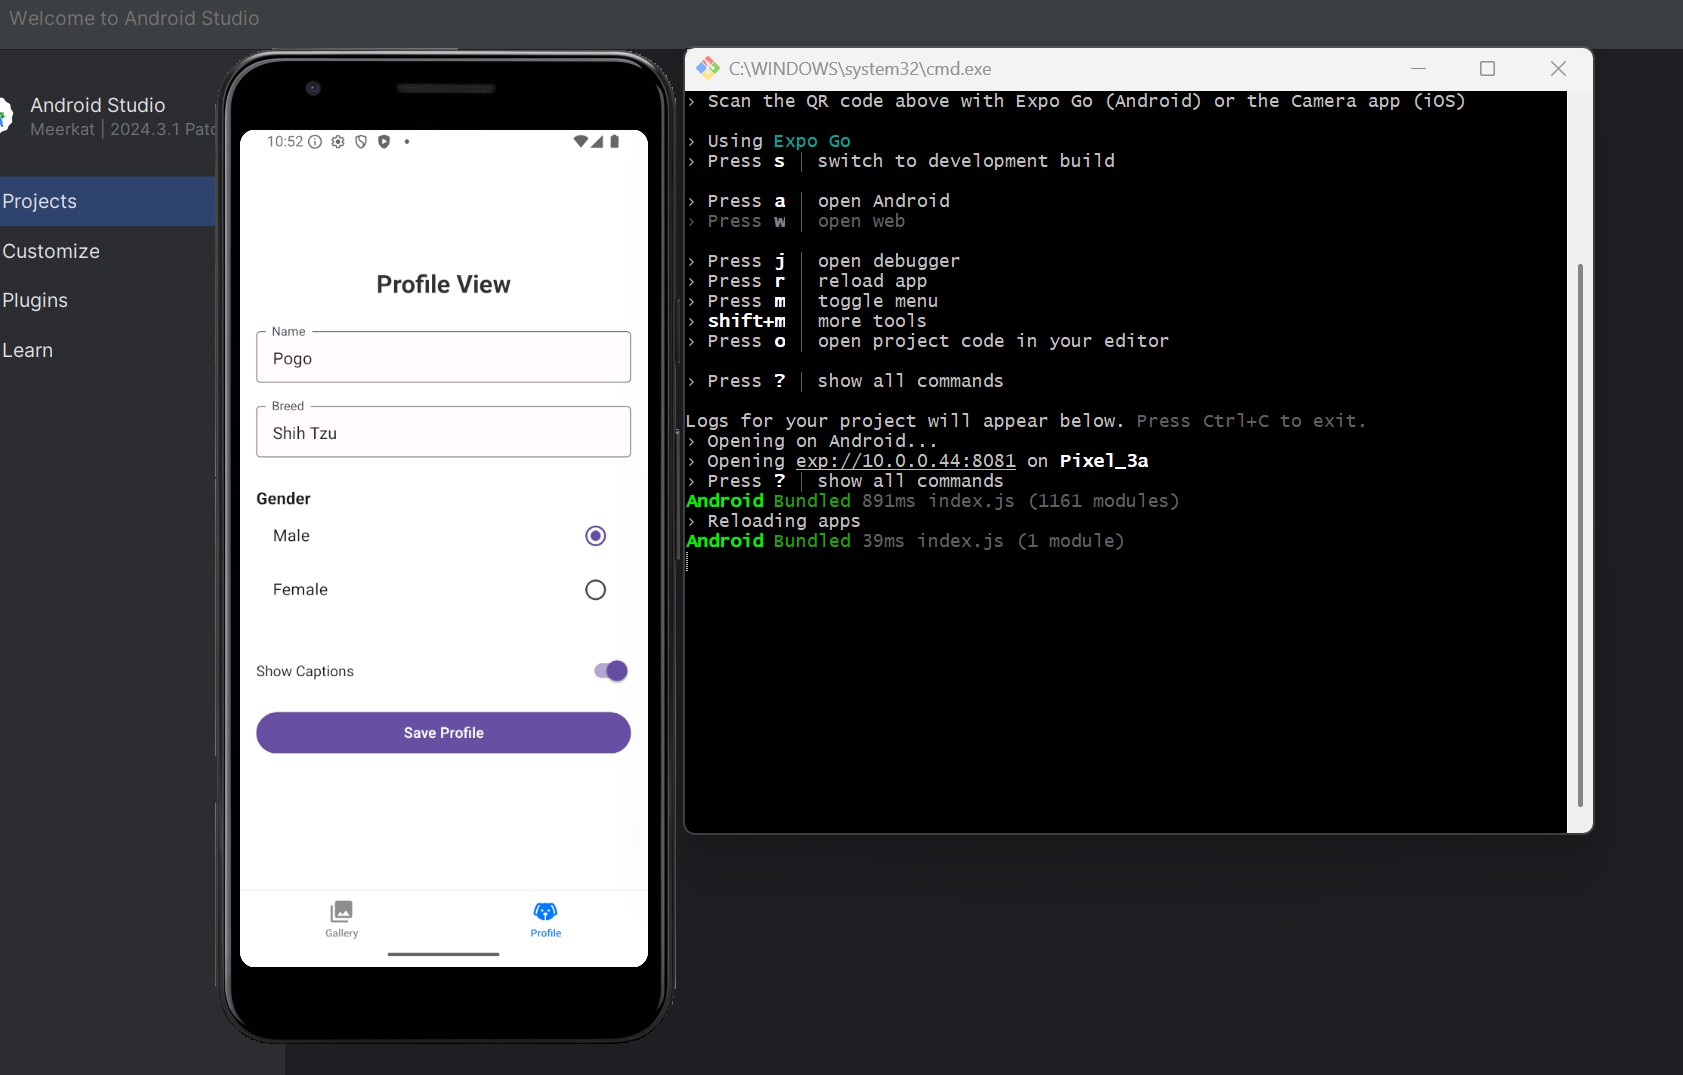 Welcome to Android Studio
Android Studio
Meerkat | 2024.3.1 Patc
Projects
Customize
Plugins
Learn
10:52
Profile View
Name
Pogo
Breed
Shih Tzu
Gender
Male
Female
Show Captions
Save Profile
Gallery
Profile
C:\WINDOWS\system32\cmd.exe
› Scan the QR code above with Expo Go (Android) or the Camera app (iOS)
› Using Expo Go
› Press s │ switch to development build
› Press a │ open Android
› Press w │ open web
› Press j │ open debugger
› Press r │ reload app
› Press m │ toggle menu
› shift+m │ more tools
› Press o │ open project code in your editor
› Press ? │ show all commands
Logs for your project will appear below. Press Ctrl+C to exit.
› Opening on Android...
› Opening exp://10.0.0.44:8081 on Pixel_3a
› Press ? │ show all commands
Android Bundled 891ms index.js (1161 modules)
› Reloading apps
Android Bundled 39ms index.js (1 module)